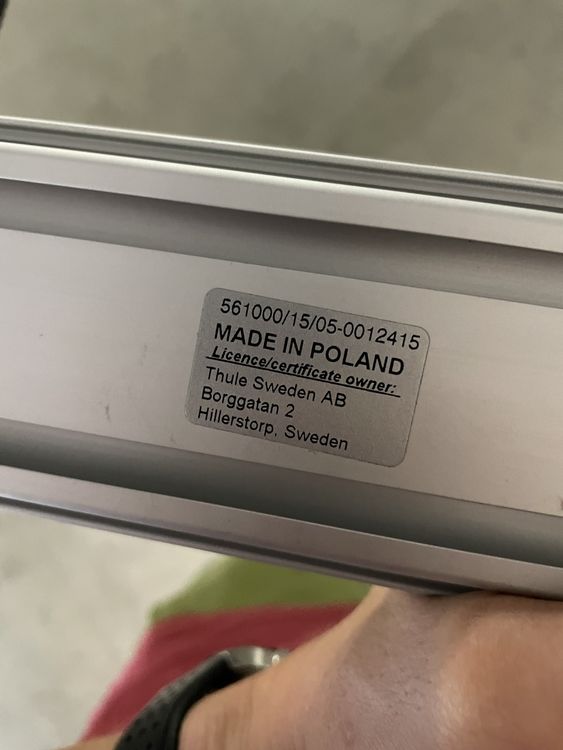 561000/15/05-0012415
MADE IN POLAND
Licence/certificate owner:
Thule Sweden AB
Borggatan 2
Hillerstorp, Sweden